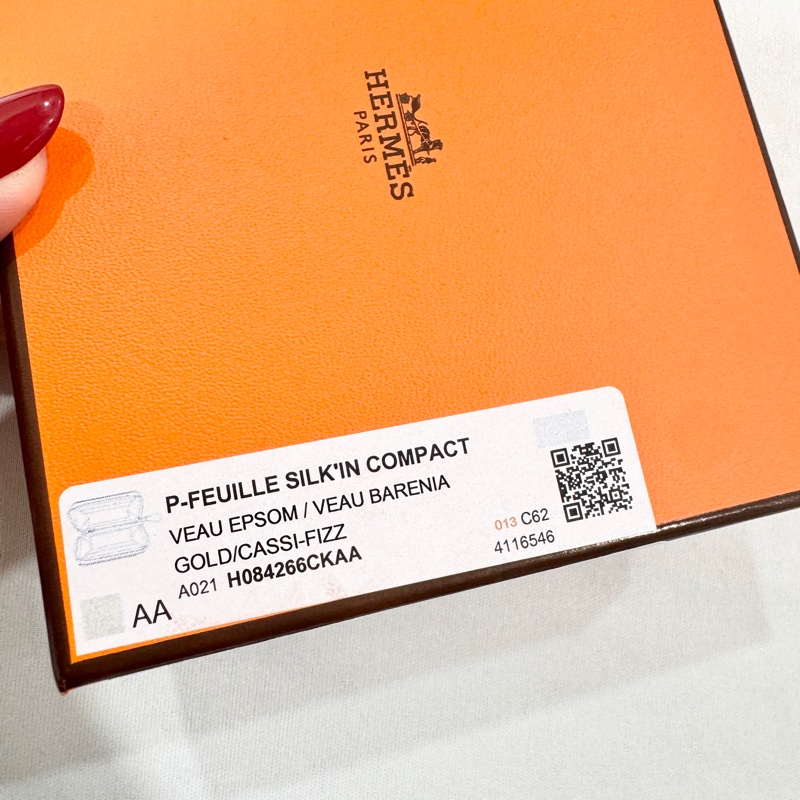 HERMÈS
PARIS
P-FEUILLE SILK'IN COMPACT
VEAU EPSOM / VEAU BARENIA
GOLD/CASSI-FIZZ
A021 H084266CKAA
AA
013 C62
4116546